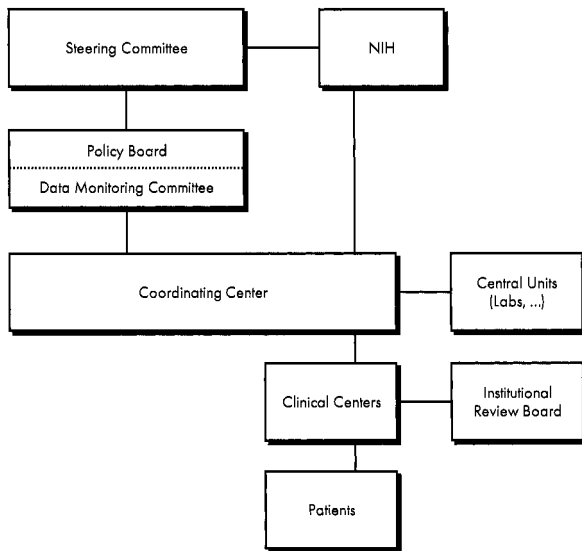 Steering Committee
NIH
Policy Board
Data Monitoring Committee
Coordinating Center
Central Units
(Labs, ...)
Clinical Centers
Institutional
Review Board
Patients